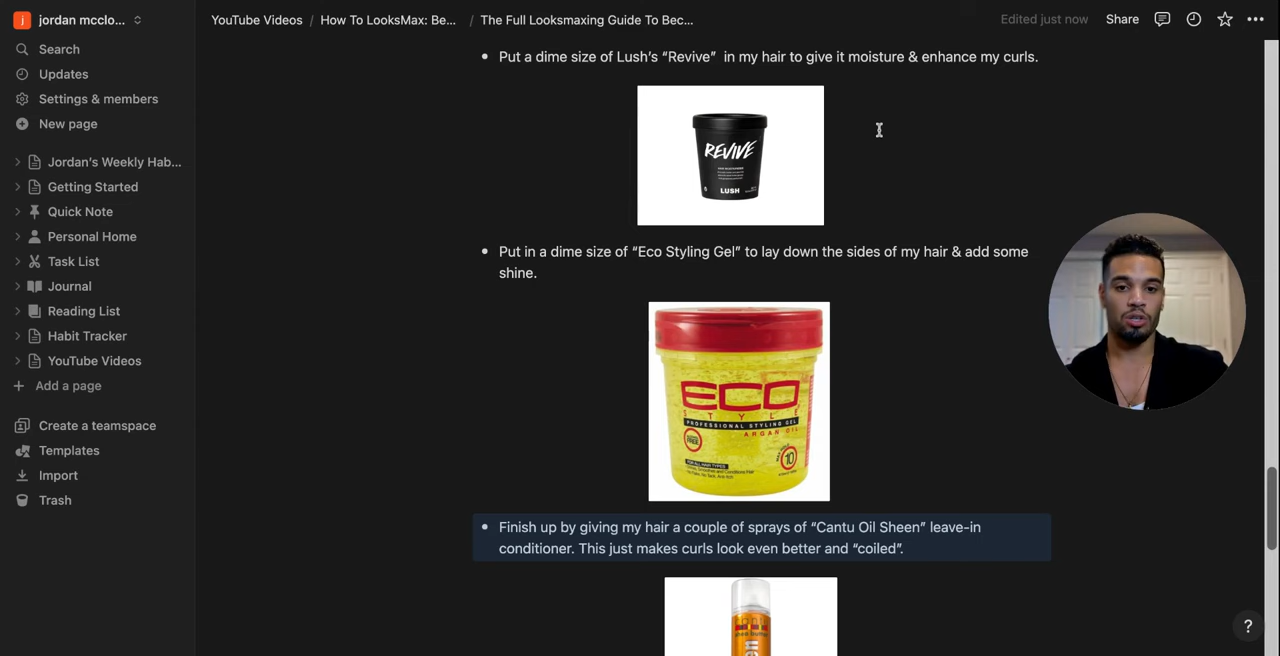 jordan mcclo...
YouTube Videos / How To LooksMax: Be... / The Full Looksmaxing Guide To Bec...
Edited just now
Share
Search
Updates
Settings & members
New page
Jordan's Weekly Hab...
Getting Started
Quick Note
Personal Home
Task List
Journal
Reading List
Habit Tracker
YouTube Videos
Add a page
Create a teamspace
Templates
Import
Trash
• Put a dime size of Lush's “Revive” in my hair to give it moisture & enhance my curls.
REVIVE
LUSH
• Put in a dime size of “Eco Styling Gel” to lay down the sides of my hair & add some
shine.
ECO
STYLE
PROFESSIONAL STYLING GEL
ARGAN OIL
FOR ALL HAIR TYPES
10
• Finish up by giving my hair a couple of sprays of “Cantu Oil Sheen” leave-in
conditioner. This just makes curls look even better and “coiled”.
shea butter
?